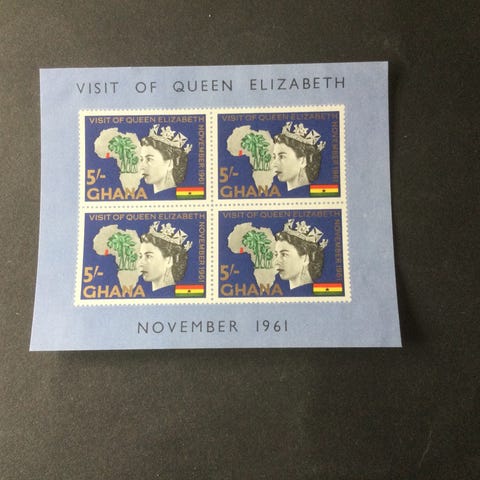 VISIT OF QUEEN ELIZABETH
VISIT OF QUEEN ELIZABETH
NOVEMBER 1961
5/-
GHANA
VISIT OF QUEEN ELIZABETH
NOVEMBER 1961
5/-
GHANA
VISIT OF QUEEN ELIZABETH
NOVEMBER 1961
5/-
GHANA
VISIT OF QUEEN ELIZABETH
NOVEMBER 1961
5/-
GHANA
NOVEMBER 1961